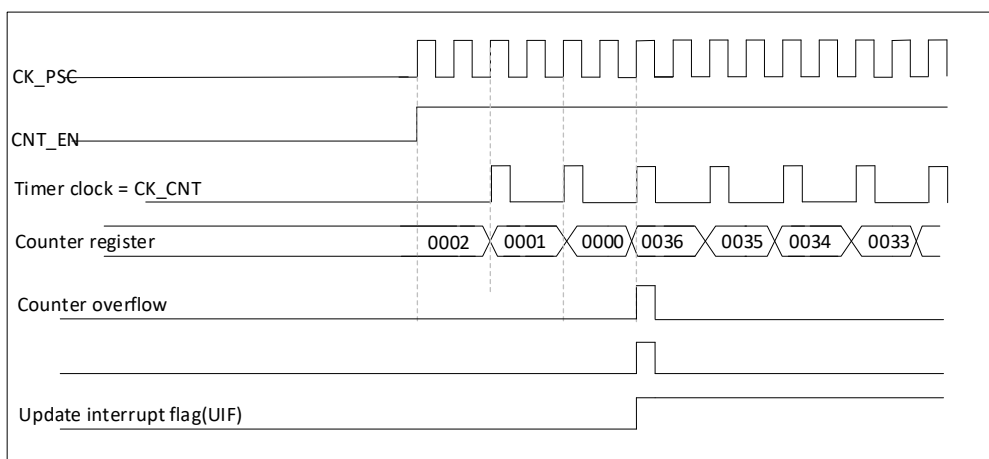 CK_PSC
CNT_EN
Timer clock = CK_CNT
Counter register 0002 0001 0000 0036 0035 0034 0033
Counter overflow
Update interrupt flag(UIF)